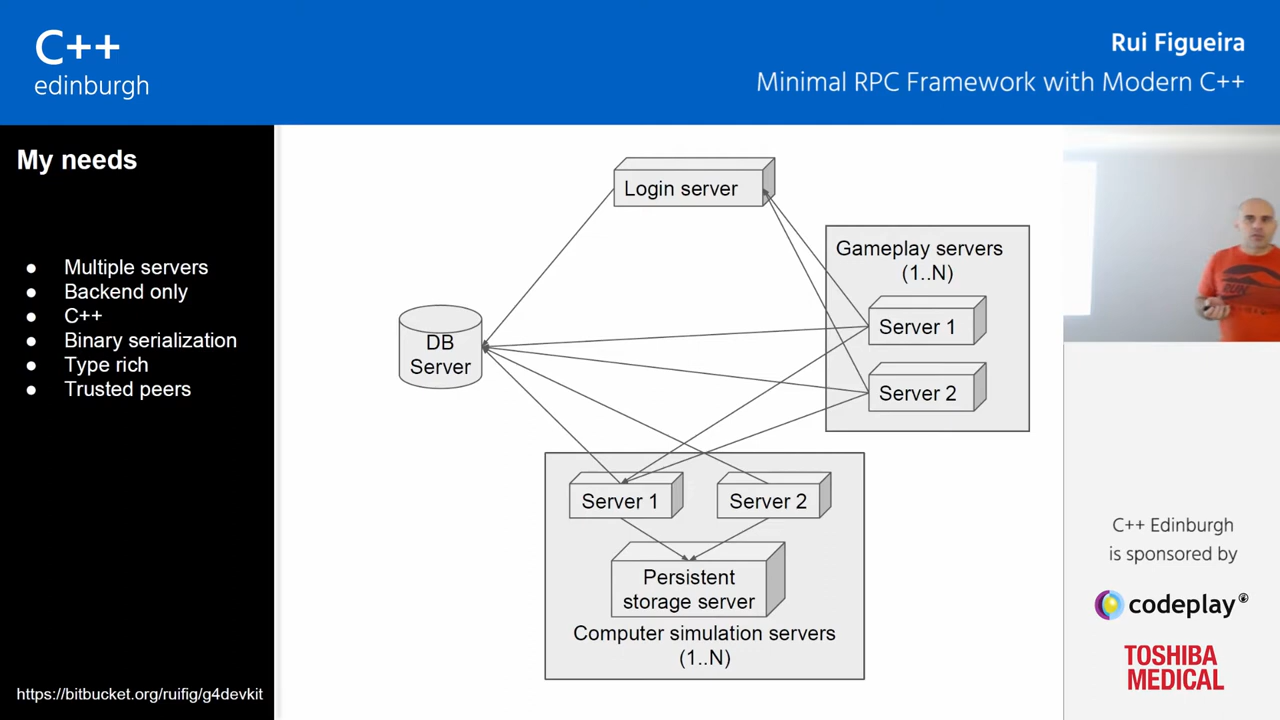 C++
edinburgh
Rui Figueira
Minimal RPC Framework with Modern C++
My needs
● Multiple servers
● Backend only
● C++
● Binary serialization
● Type rich
● Trusted peers
https://bitbucket.org/ruifig/g4devkit
Login server
Gameplay servers
(1..N)
Server 1
Server 2
DB
Server
Server 1
Server 2
Persistent
storage server
Computer simulation servers
(1..N)
C++ Edinburgh
is sponsored by
codeplay
TOSHIBA
MEDICAL